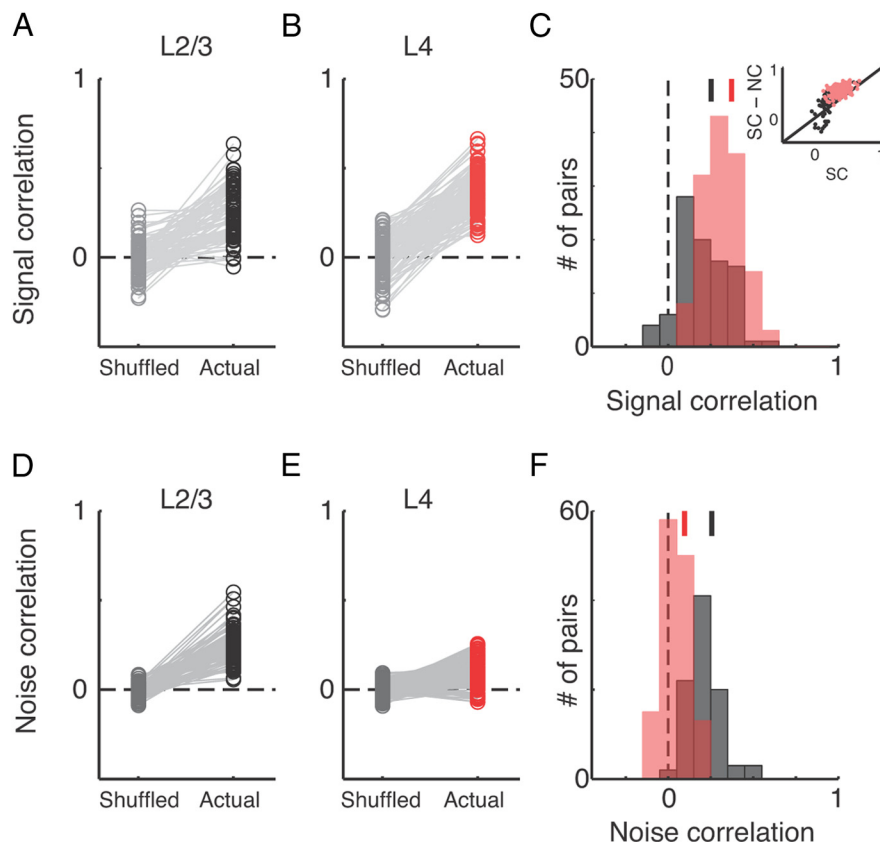 A
L2/3
1
0
Signal correlation
Shuffled Actual
B
L4
1
0
Shuffled Actual
C
50
0
# of pairs
0 1
Signal correlation
1
0
SC – NC
0 1
SC
D
L2/3
1
0
Noise correlation
Shuffled Actual
E
L4
1
0
Shuffled Actual
F
60
0
# of pairs
0 1
Noise correlation